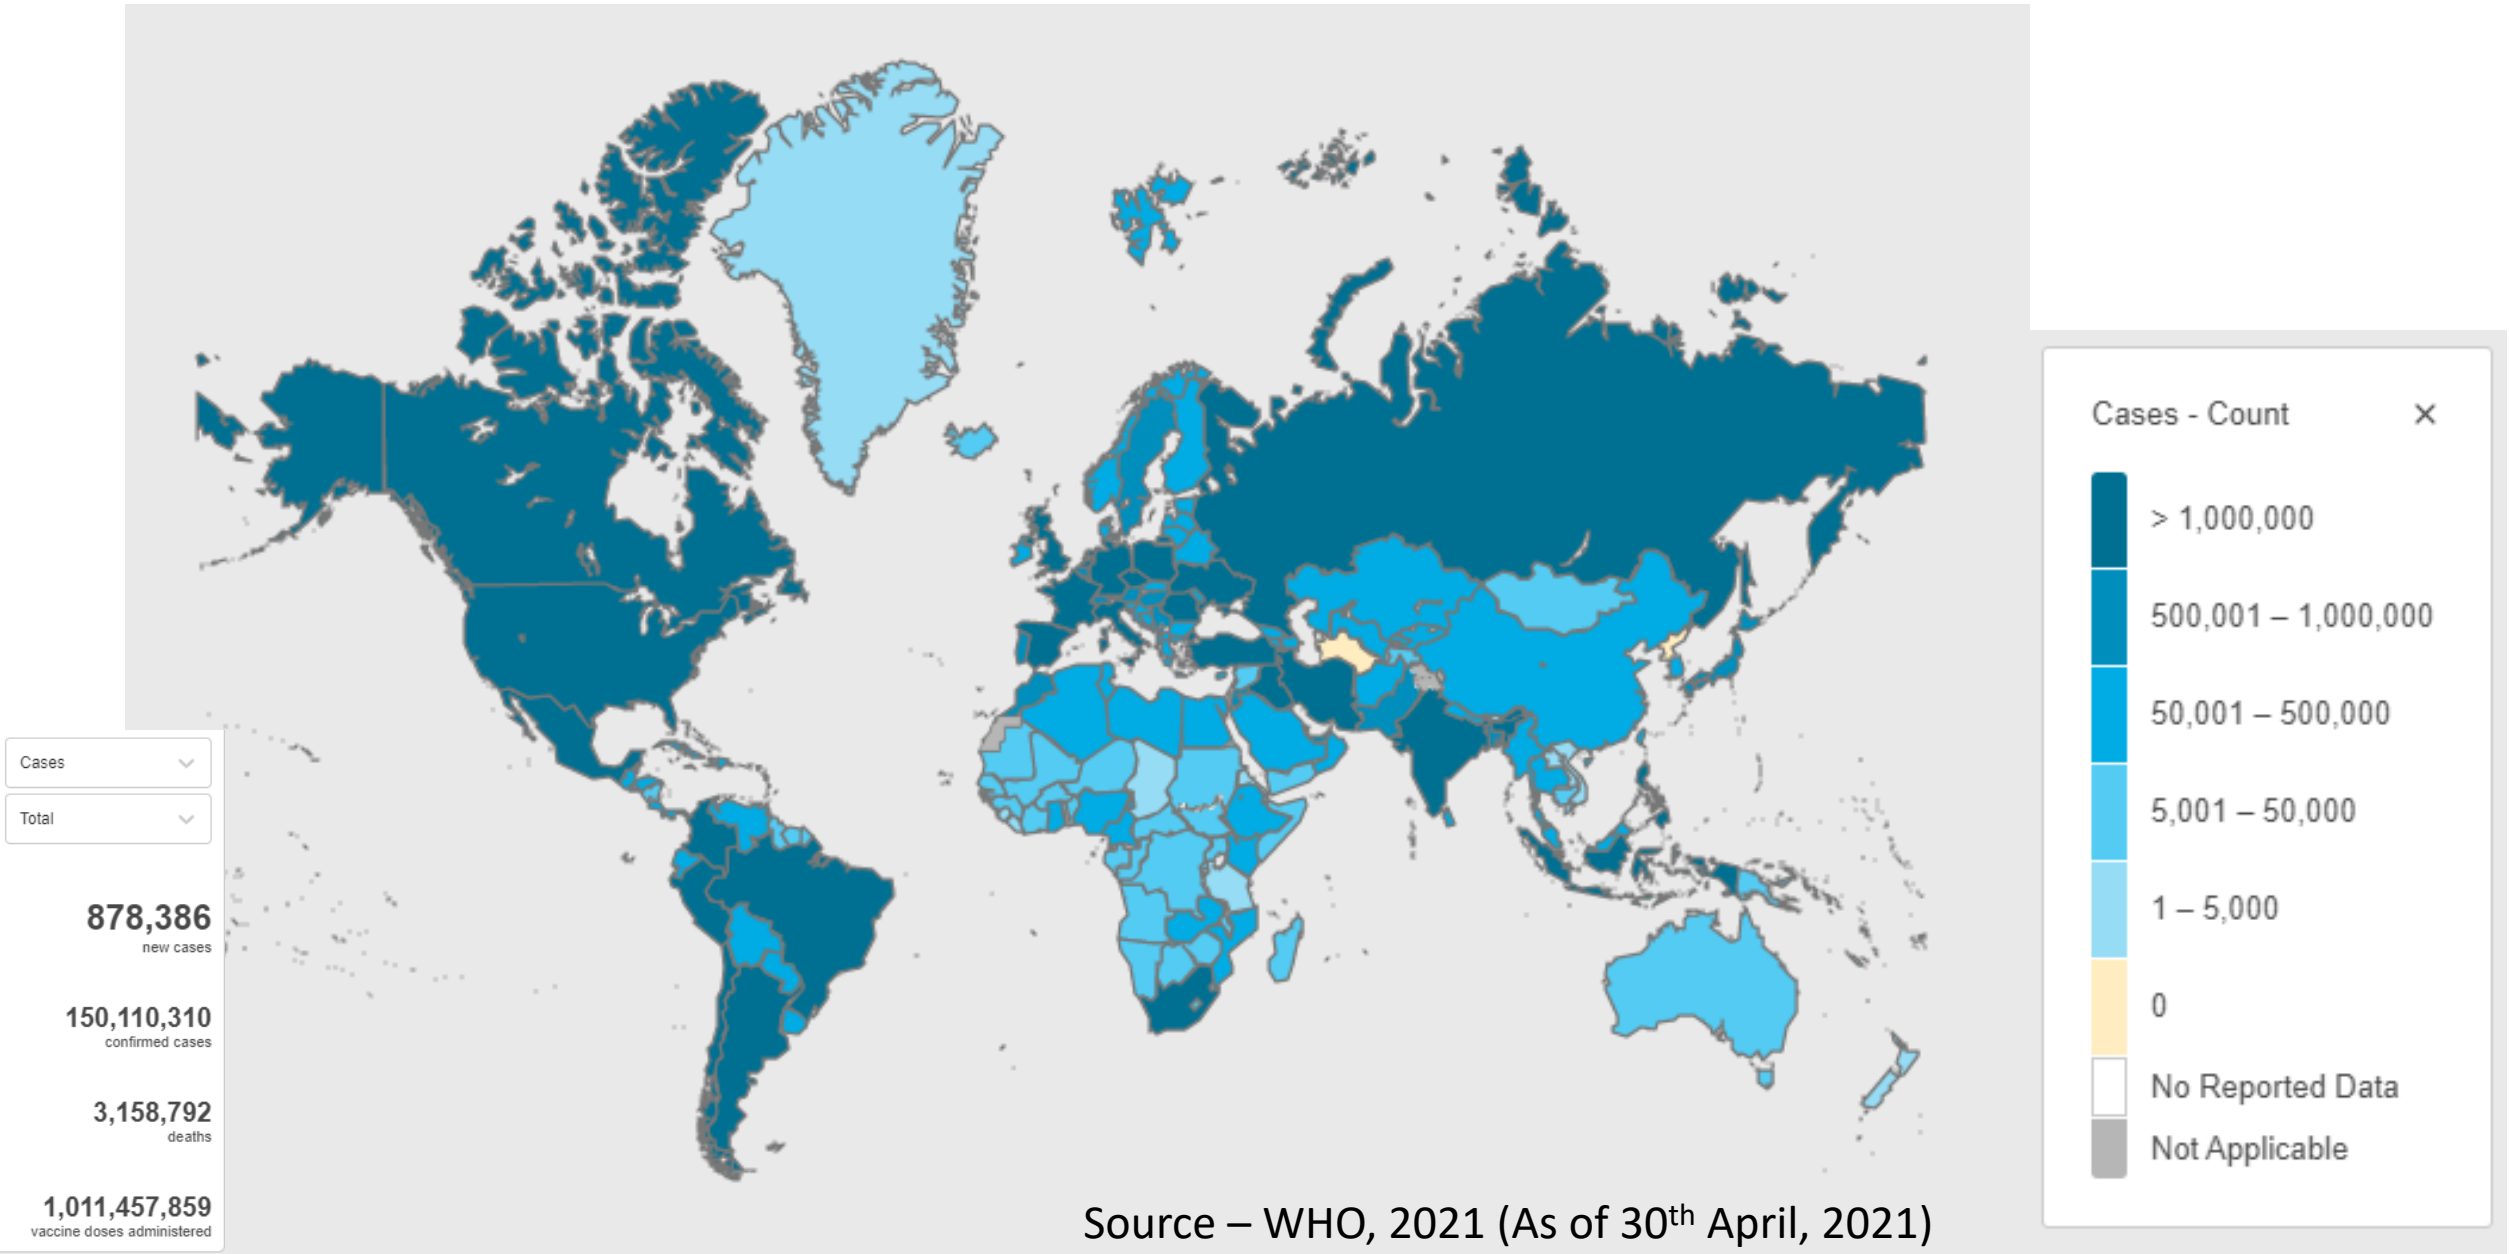 Cases - Count ×
> 1,000,000
500,001 – 1,000,000
50,001 – 500,000
5,001 – 50,000
1 – 5,000
0
No Reported Data
Not Applicable
Cases
Total
878,386
new cases
150,110,310
confirmed cases
3,158,792
deaths
1,011,457,859
vaccine doses administered
Source – WHO, 2021 (As of 30th April, 2021)